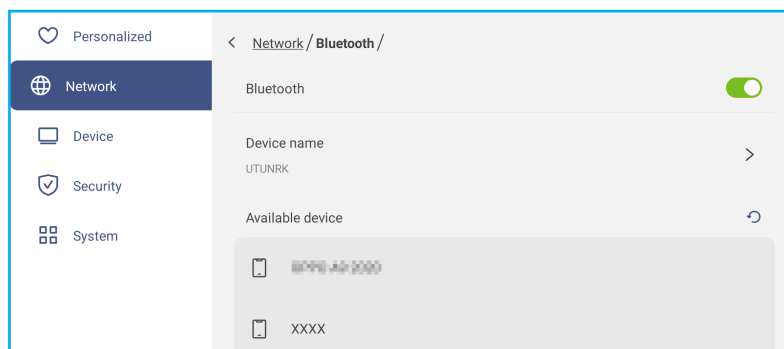 Personalized
Network
Device
Security
System
Network/Bluetooth/
Bluetooth
Device name
UTUNRK
Available device
XXXX